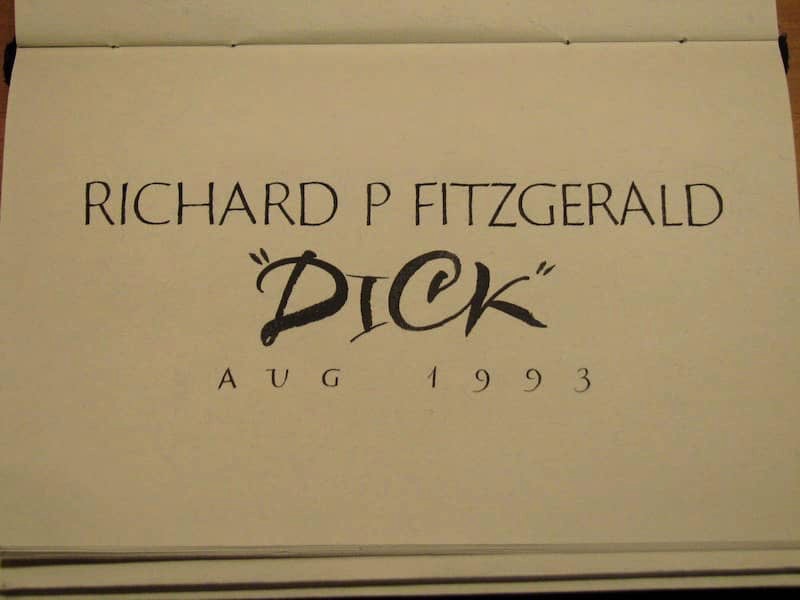 RICHARD P FITZGERALD
"DICK"
AUG 1993